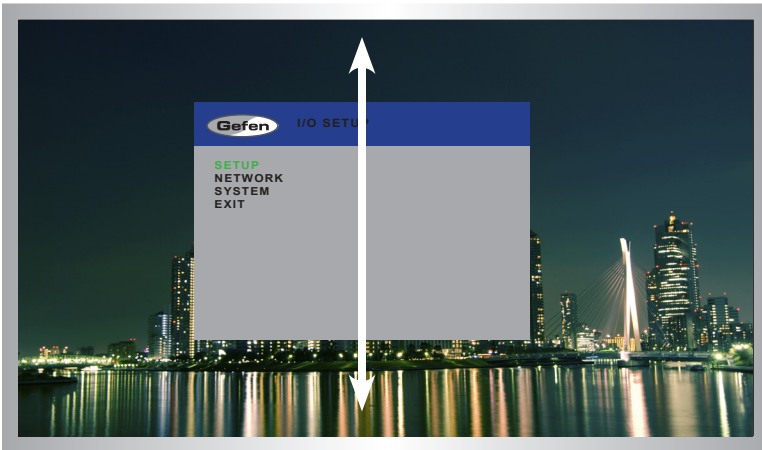 Gefen
I/O SETUP
SETUP
NETWORK
SYSTEM
EXIT